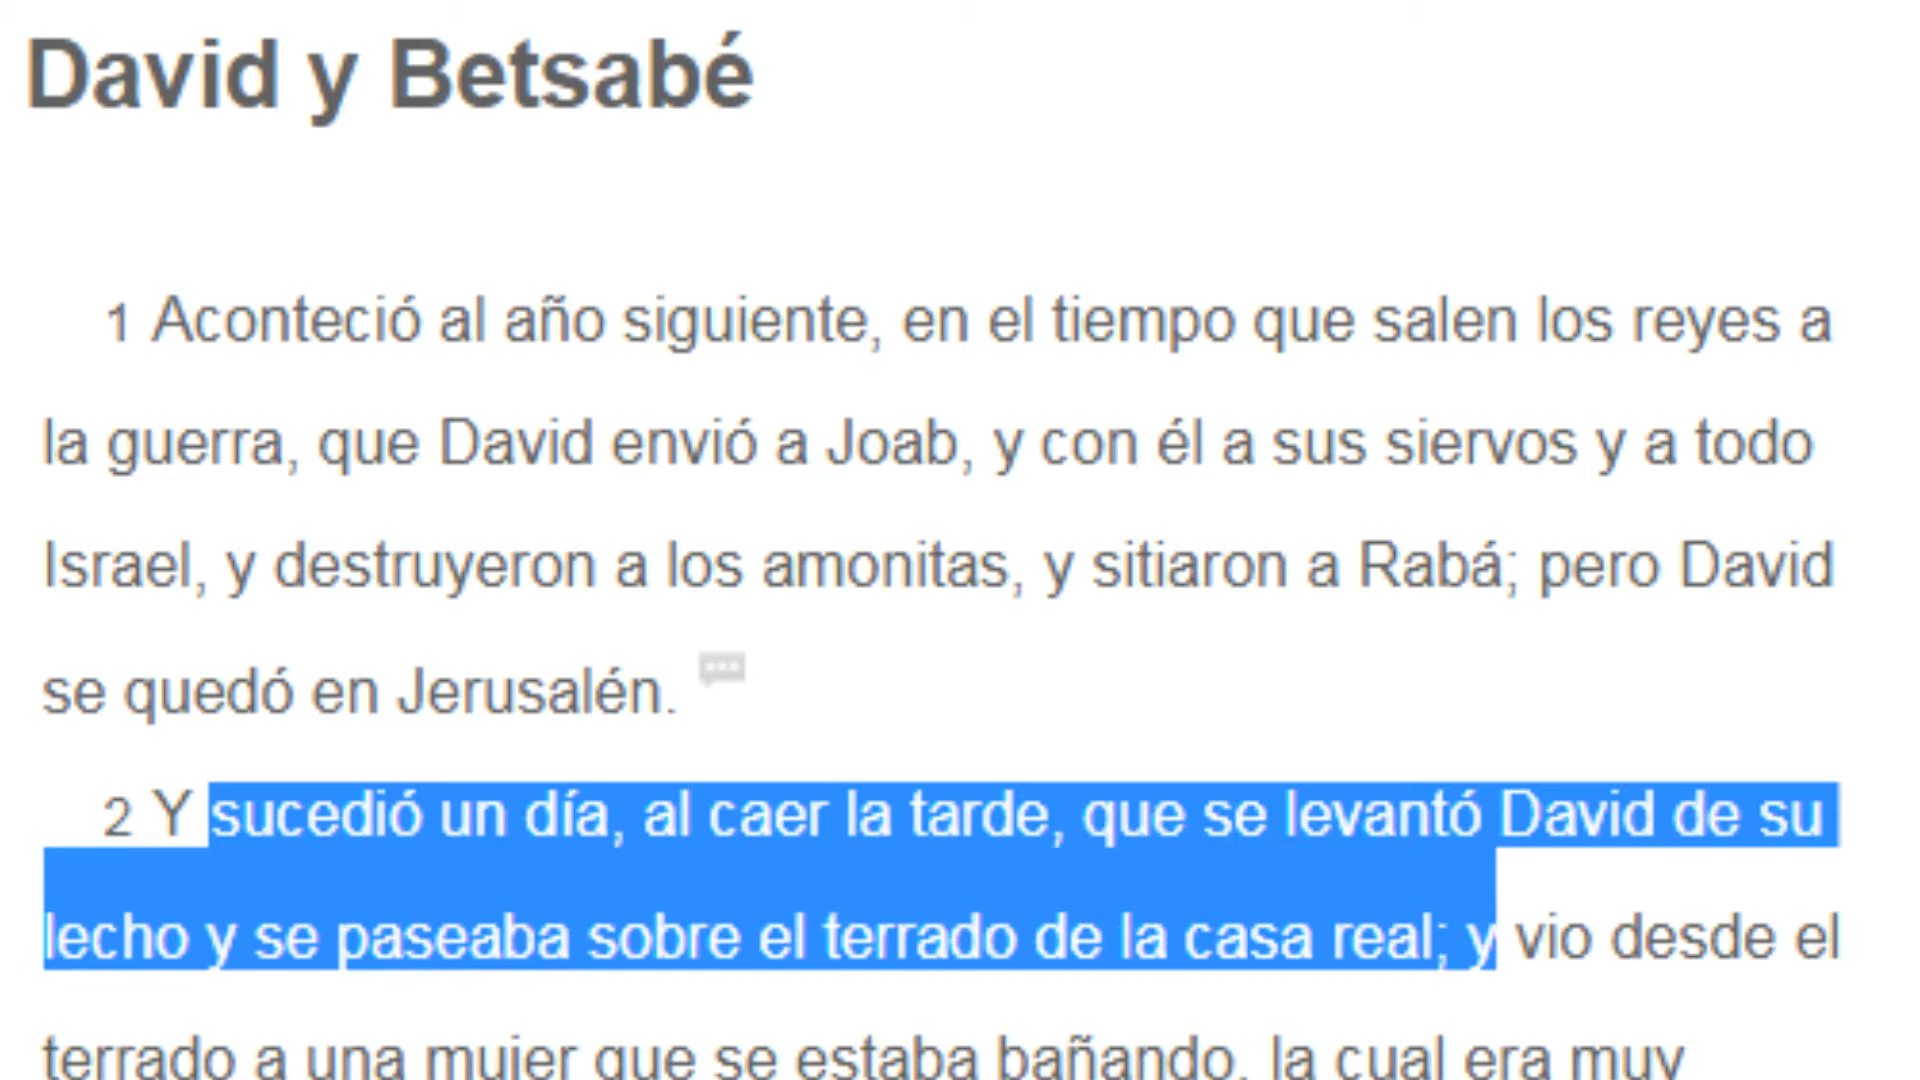 David y Betsabé
1 Aconteció al año siguiente, en el tiempo que salen los reyes a
la guerra, que David envió a Joab, y con él a sus siervos y a todo
Israel, y destruyeron a los amonitas, y sitiaron a Rabá; pero David
se quedó en Jerusalén.
2 Y sucedió un día, al caer la tarde, que se levantó David de su
lecho y se paseaba sobre el terrado de la casa real; y vio desde el
terrado a una mujer que se estaba bañando, la cual era muy